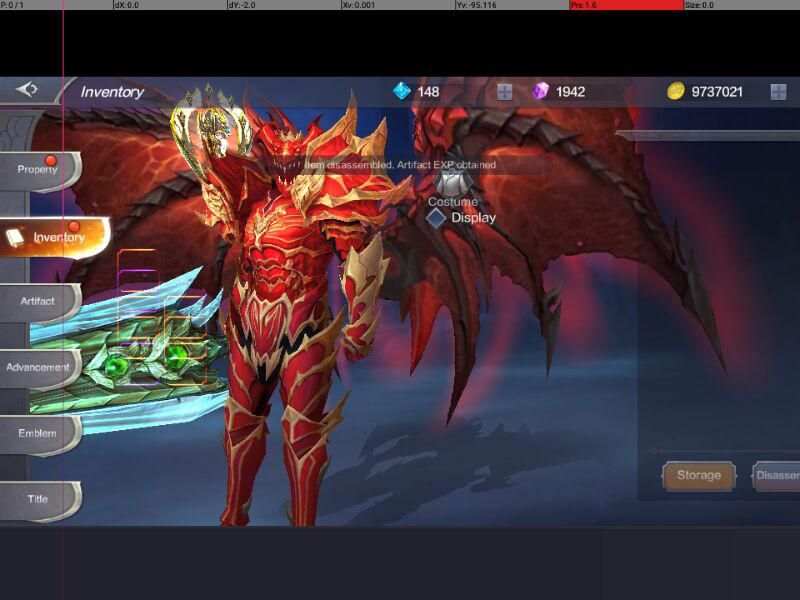 P: 0 / 1 dX: 0.0 dY: -2.0 Xv: 0.001 Yv: -95.116 Prs: 1.0 Size: 0.0
Inventory 148 1942 9737021
Property
Item disassembled. Artifact EXP obtained
Costume
Display
Inventory
Artifact
Advancement
Emblem
Storage Disassem
Title